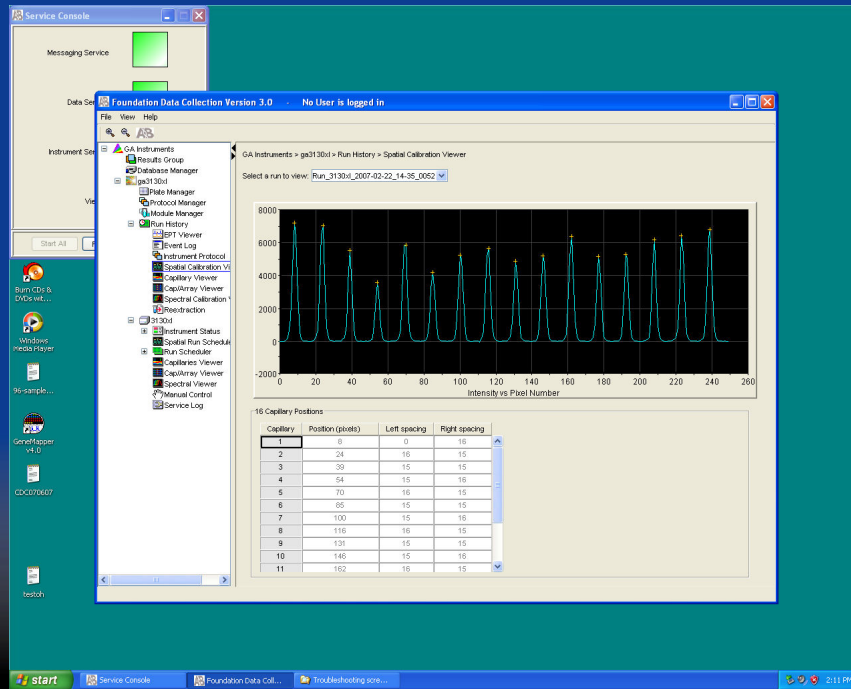 Service Console
Messaging Service
Data Ser
Instrument Ser
Vie
Start All
Foundation Data Collection Version 3.0 - No User is logged in
File View Help
GA Instruments
Results Group
Database Manager
ga3130xl
Plate Manager
Protocol Manager
Module Manager
Run History
EPT Viewer
Event Log
Instrument Protocol
Spatial Calibration Vi
Capillary Viewer
Cap/Array Viewer
Spectral Calibration
Reextraction
3130xl
Instrument Status
Spatial Run Schedule
Run Scheduler
Capillaries Viewer
Cap/Array Viewer
Spectral Viewer
Manual Control
Service Log
GA Instruments > ga3130xl > Run History > Spatial Calibration Viewer
Select a run to view: Run_3130xl_2007-02-22_14-35_0052
8000
6000
4000
2000
0
-2000
0 20 40 60 80 100 120 140 160 180 200 220 240 260
Intensity vs Pixel Number
16 Capillary Positions
Capillary Position (pixels) Left spacing Right spacing
1 8 0 16
2 24 16 15
3 39 15 15
4 54 15 16
5 70 16 15
6 85 15 15
7 100 15 16
8 116 16 15
9 131 15 15
10 146 15 16
11 162 16 15
Burn CDs &
DVDs wit...
Windows
Media Player
96-sample...
GeneMapper
v4.0
CDC070607
testoh
start
Service Console
Foundation Data Coll...
Troubleshooting scre...
2:11 PM